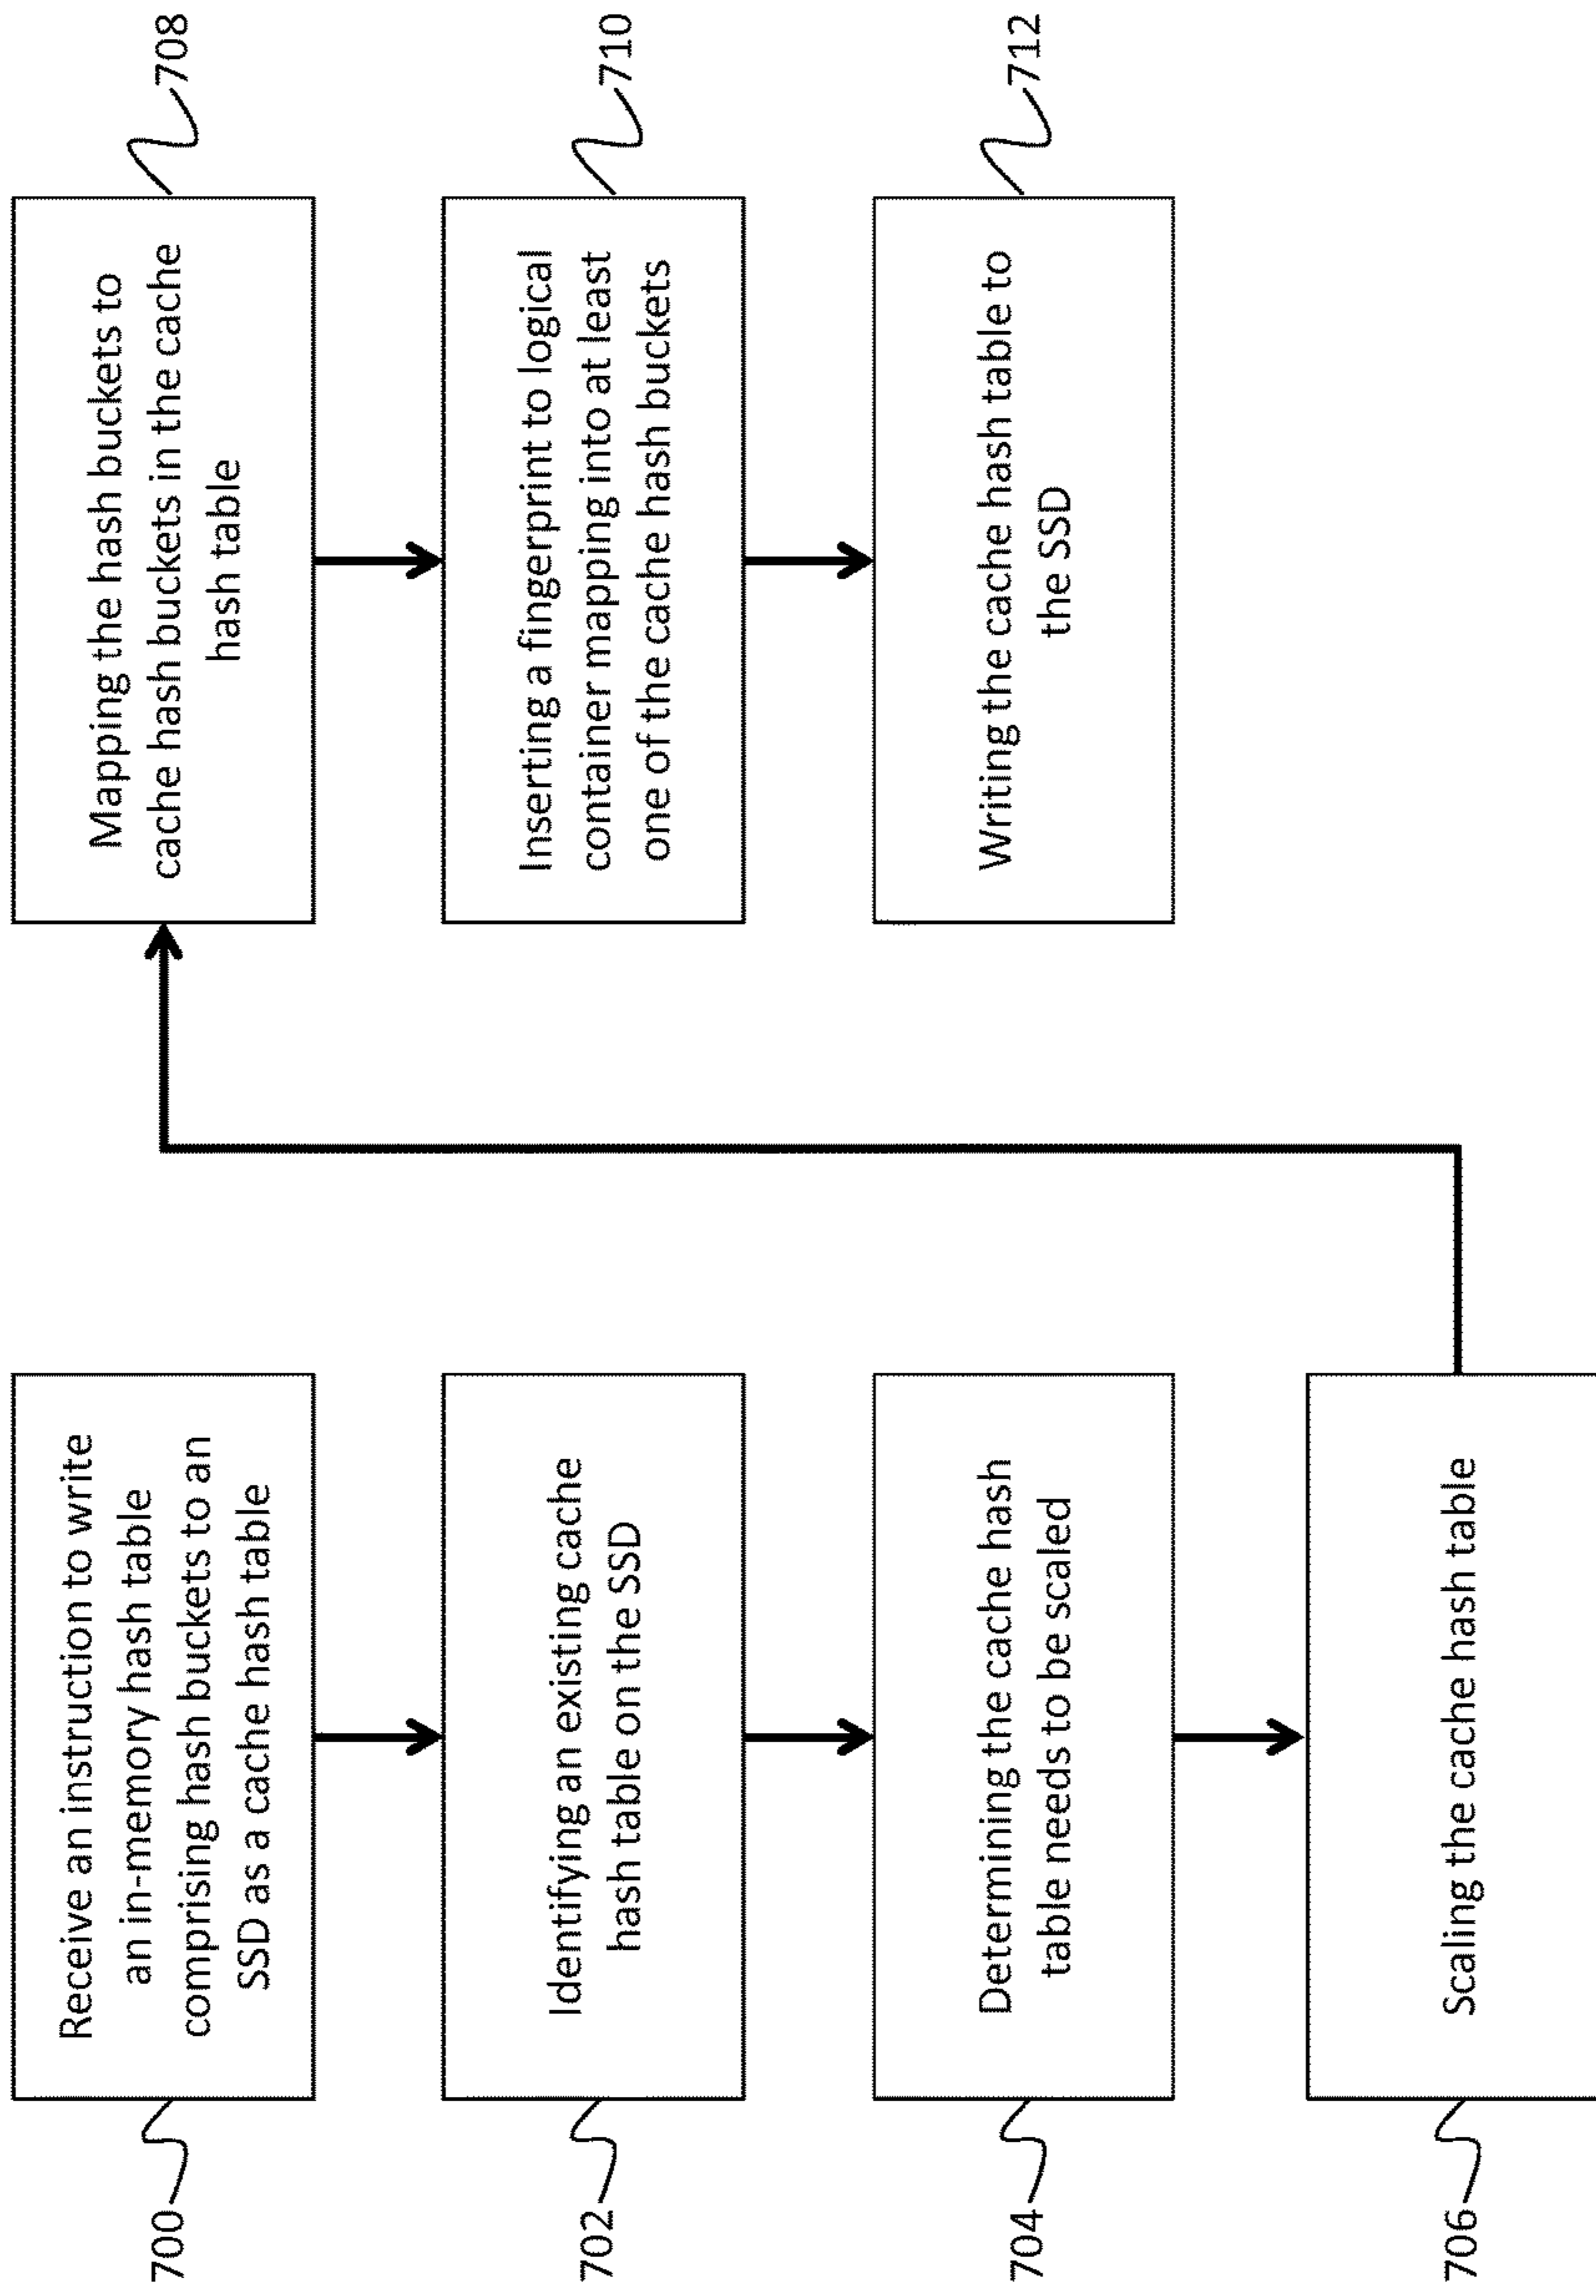 700
Receive an instruction to write
an in-memory hash table
comprising hash buckets to an
SSD as a cache hash table
702
Identifying an existing cache
hash table on the SSD
704
Determining the cache hash
table needs to be scaled
706
Scaling the cache hash table
708
Mapping the hash buckets to
cache hash buckets in the cache
hash table
710
Inserting a fingerprint to logical
container mapping into at least
one of the cache hash buckets
712
Writing the cache hash table to
the SSD